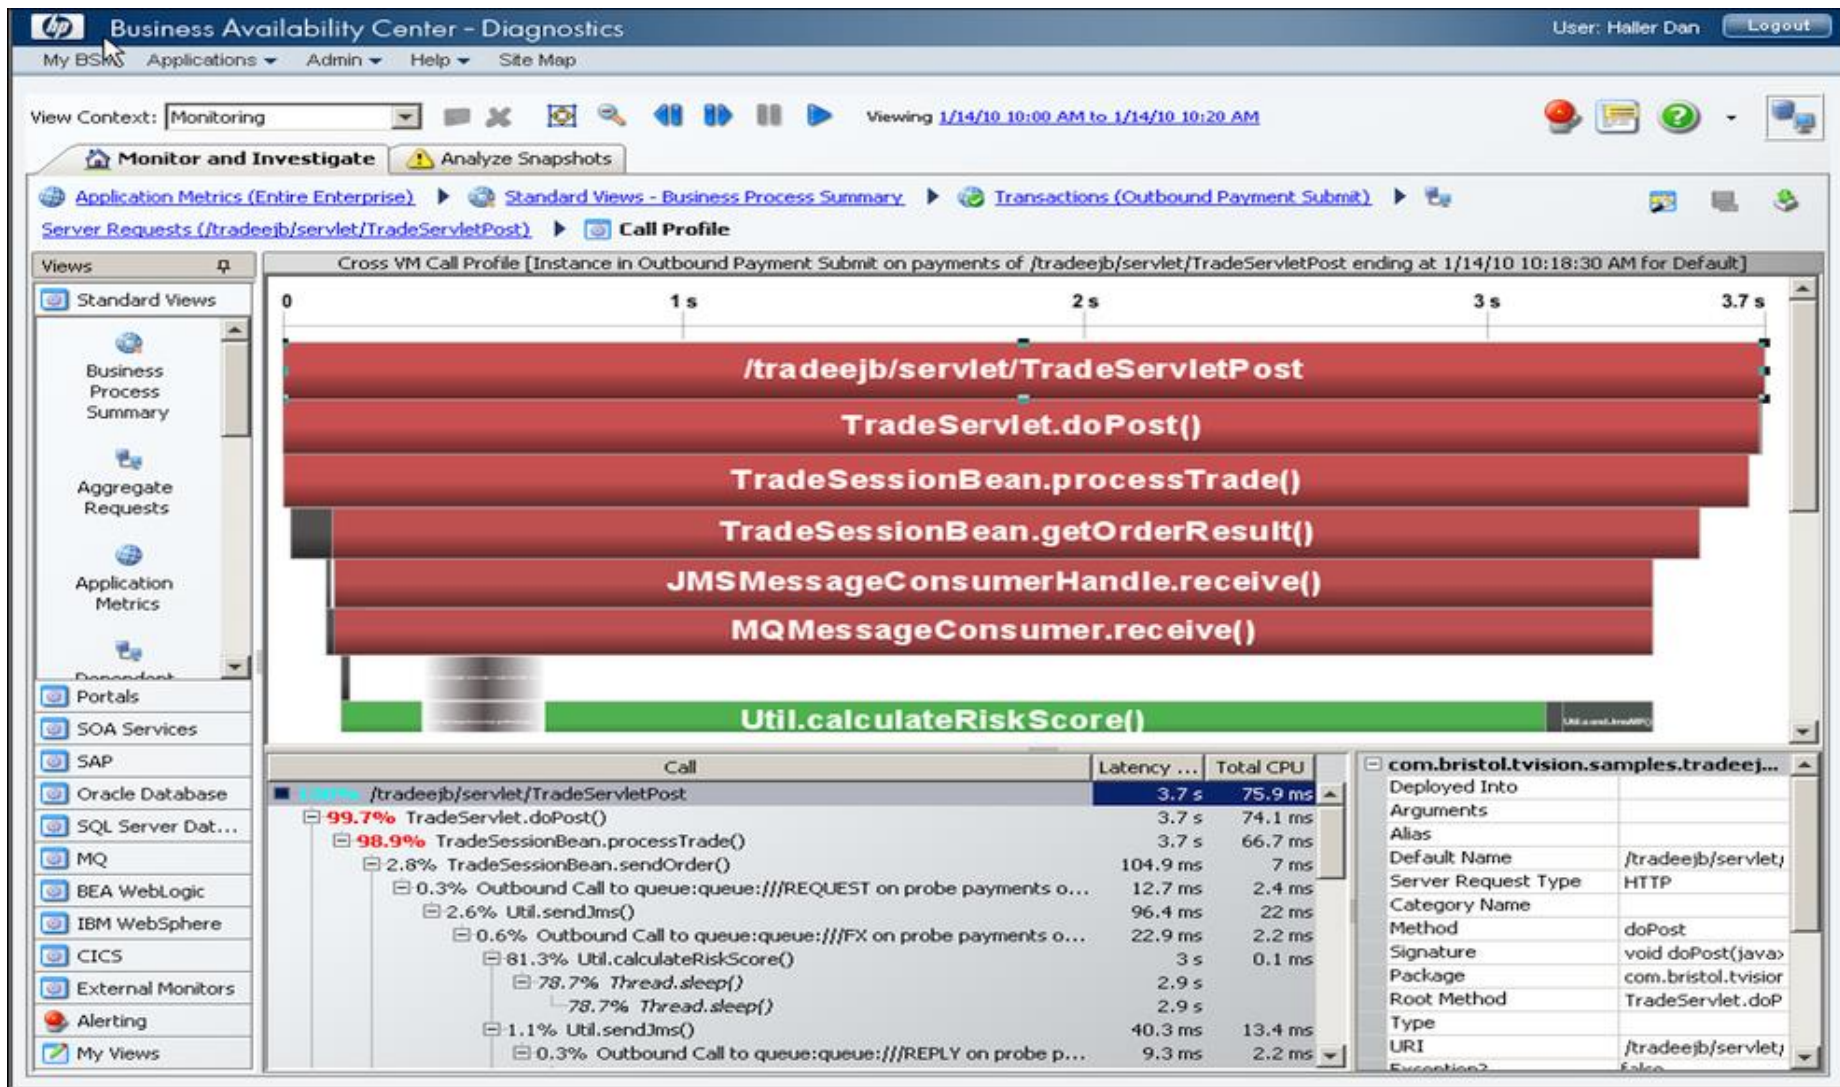 hp Business Availability Center - Diagnostics User: Haller Dan Logout
Applications Admin Help Site Map
View Context: Monitoring Viewing 1/14/10 10:00 AM to 1/14/10 10:20 AM
Monitor and Investigate Analyze Snapshots
Application Metrics (Entire Enterprise) Standard Views - Business Process Summary Transactions (Outbound Payment Submit)
Server Requests (/tradeejb/servlet/TradeServletPost) Call Profile
Views
Cross VM Call Profile [Instance in Outbound Payment Submit on payments of /tradeejb/servlet/TradeServletPost ending at 1/14/10 10:18:30 AM for Default]
Standard Views
Business
Process
Summary
Aggregate
Requests
Application
Metrics
Dependent
Portals
SOA Services
SAP
Oracle Database
SQL Server Dat...
MQ
BEA WebLogic
IBM WebSphere
CICS
External Monitors
Alerting
My Views
0 1 s 2 s 3 s 3.7 s
/tradeejb/servlet/TradeServletPost
TradeServlet.doPost()
TradeSessionBean.processTrade()
TradeSessionBean.getOrderResult()
JMSMessageConsumerHandle.receive()
MQMessageConsumer.receive()
Util.calculateRiskScore()
Call Latency ... Total CPU
/tradeejb/servlet/TradeServletPost 3.7 s 75.9 ms
99.7% TradeServlet.doPost() 3.7 s 74.1 ms
98.9% TradeSessionBean.processTrade() 3.7 s 66.7 ms
2.8% TradeSessionBean.sendOrder() 104.9 ms 7 ms
0.3% Outbound Call to queue:queue:///REQUEST on probe payments o... 12.7 ms 2.4 ms
2.6% Util.sendJms() 96.4 ms 22 ms
0.6% Outbound Call to queue:queue:///FX on probe payments o... 22.9 ms 2.2 ms
81.3% Util.calculateRiskScore() 3 s 0.1 ms
78.7% Thread.sleep() 2.9 s
78.7% Thread.sleep() 2.9 s
1.1% Util.sendJms() 40.3 ms 13.4 ms
0.3% Outbound Call to queue:queue:///REPLY on probe p... 9.3 ms 2.2 ms
com.bristol.tvision.samples.tradeej...
Deployed Into
Arguments
Alias
Default Name /tradeejb/servlet/
Server Request Type HTTP
Category Name
Method doPost
Signature void doPost(javax
Package com.bristol.tvision
Root Method TradeServlet.doP
Type
URI /tradeejb/servlet/
Exception? false